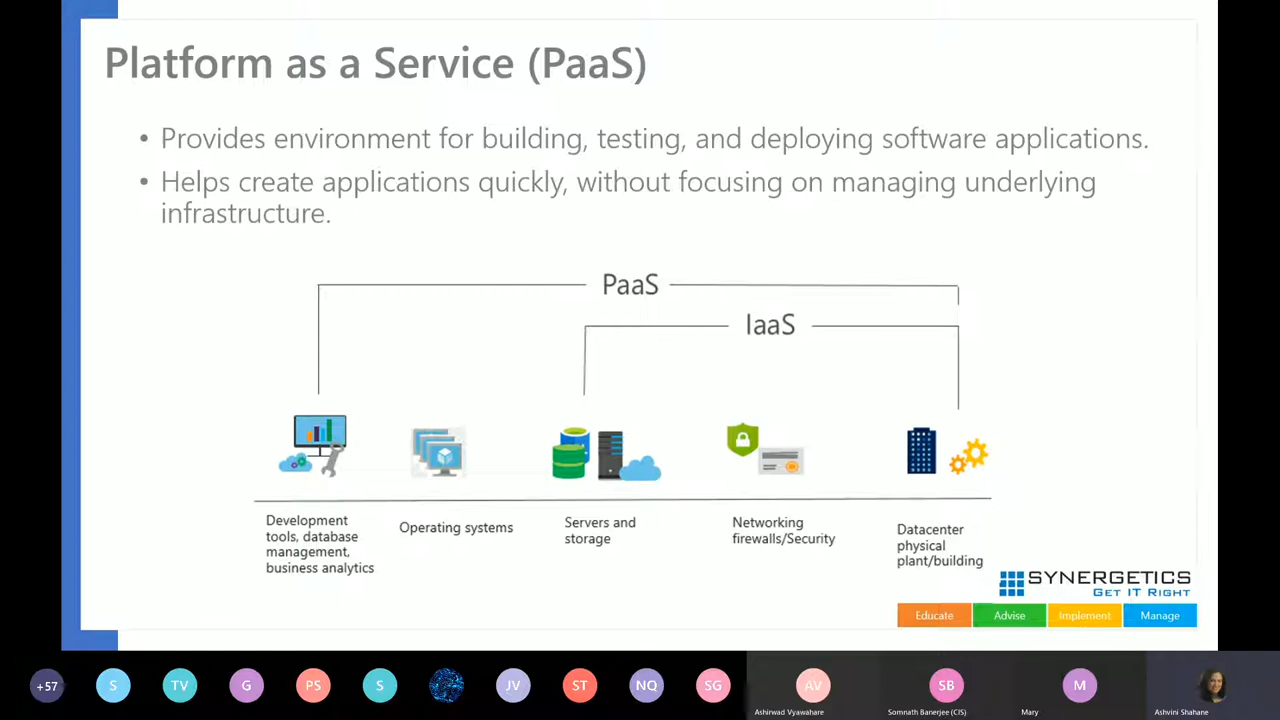 Platform as a Service (PaaS)
• Provides environment for building, testing, and deploying software applications.
• Helps create applications quickly, without focusing on managing underlying
infrastructure.
PaaS
IaaS
Development
tools, database
management,
business analytics
Operating systems
Servers and
storage
Networking
firewalls/Security
Datacenter
physical
plant/building
SYNERGETICS
GET IT RIGHT
Educate
Advise
Implement
Manage
+57
S
TV
G
PS
S
JV
ST
NQ
SG
AV
Ashirwad Vyawahare
SB
Somnath Banerjee (CIS)
M
Mary
Ashvini Shahane